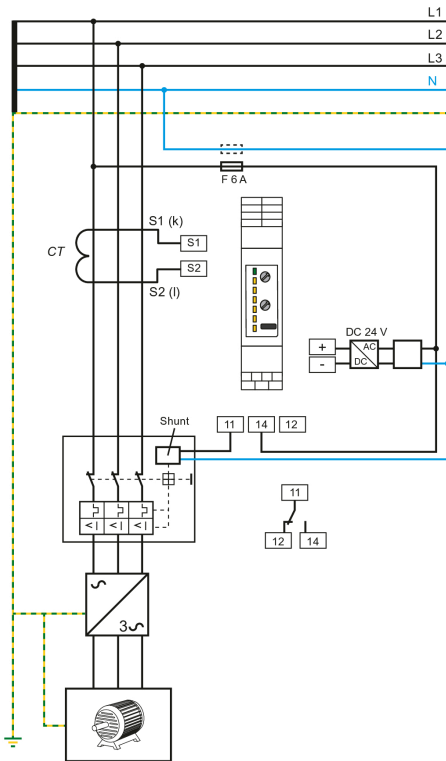 L1
L2
L3
N
F 6 A
S1 (k)
S1
CT
S2
S2 (l)
DC 24 V
+
AC
-
DC
Shunt
11
14
12
11
12
14
3